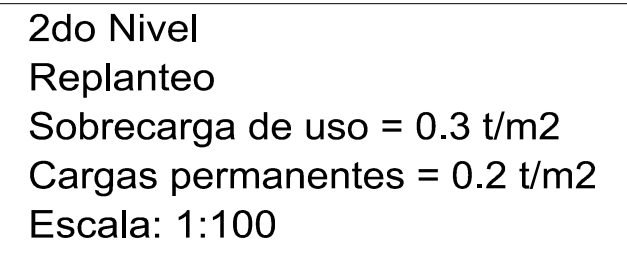 2do Nivel
Replanteo
Sobrecarga de uso = 0.3 t/m2
Cargas permanentes = 0.2 t/m2
Escala: 1:100